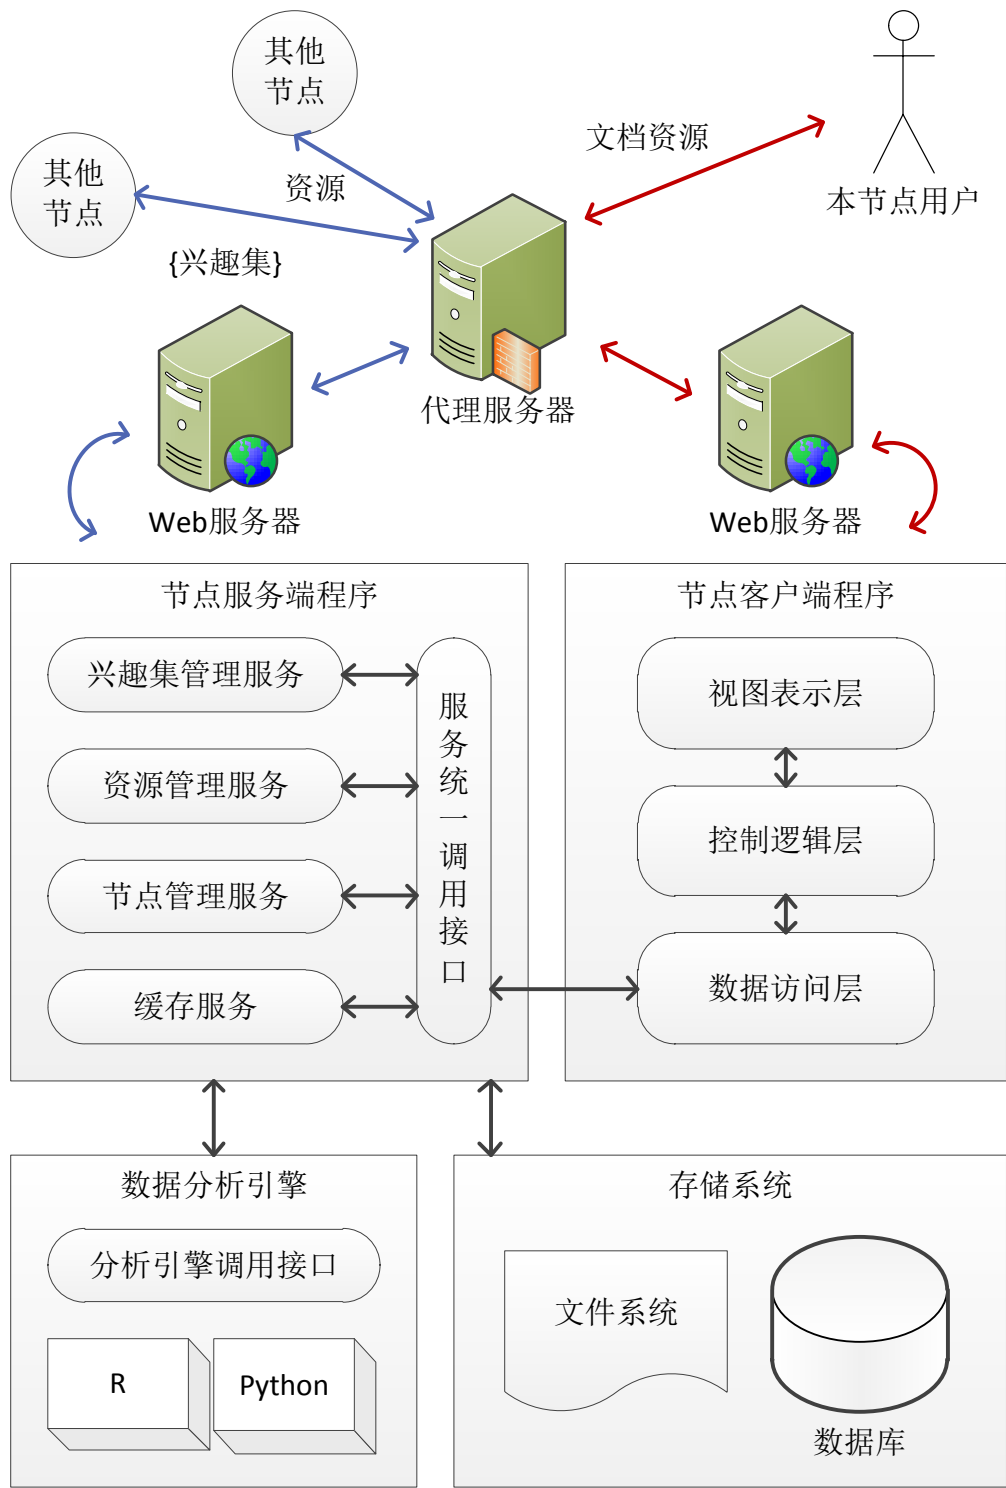 其他
节点
其他
节点
资源
{兴趣集}
文档资源
本节点用户
代理服务器
Web服务器
Web服务器
节点服务端程序
兴趣集管理服务
资源管理服务
节点管理服务
缓存服务
服
务
统
一
调
用
接
口
节点客户端程序
视图表示层
控制逻辑层
数据访问层
数据分析引擎
分析引擎调用接口
R
Python
存储系统
文件系统
数据库